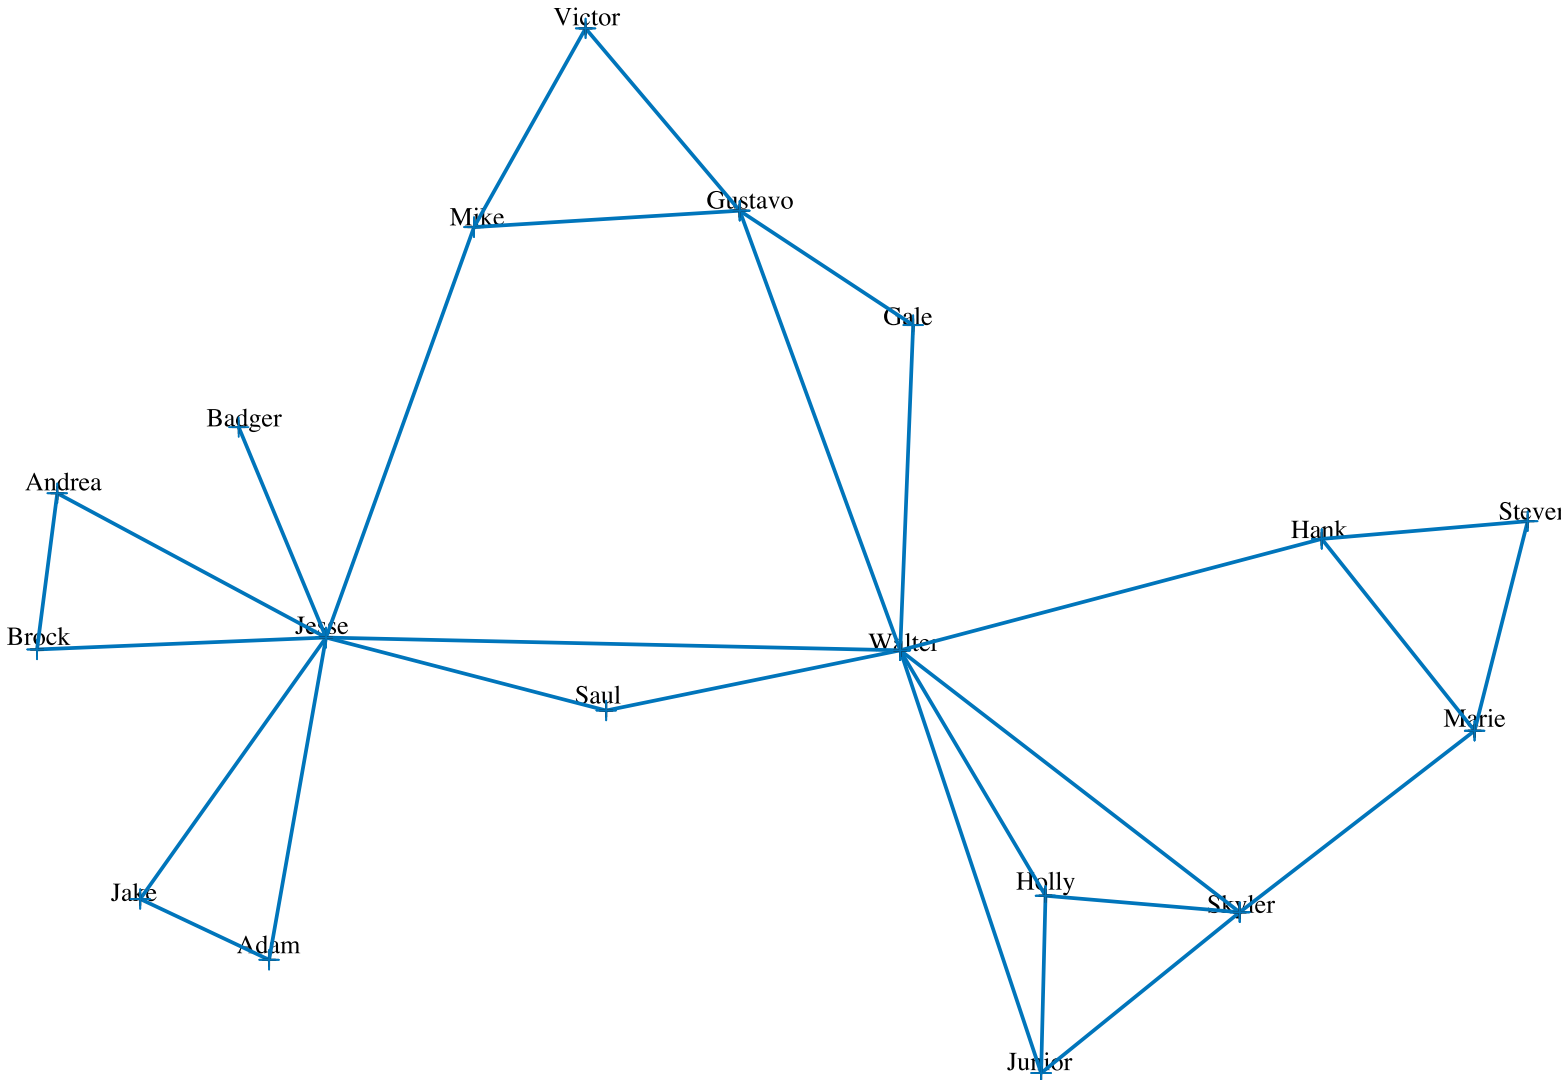 Victor
Gustavo
Mike
Gale
Badger
Andrea
Steven
Hank
Jesse
Brock
Walter
Saul
Marie
Holly
Jake
Skyler
Adam
Junior